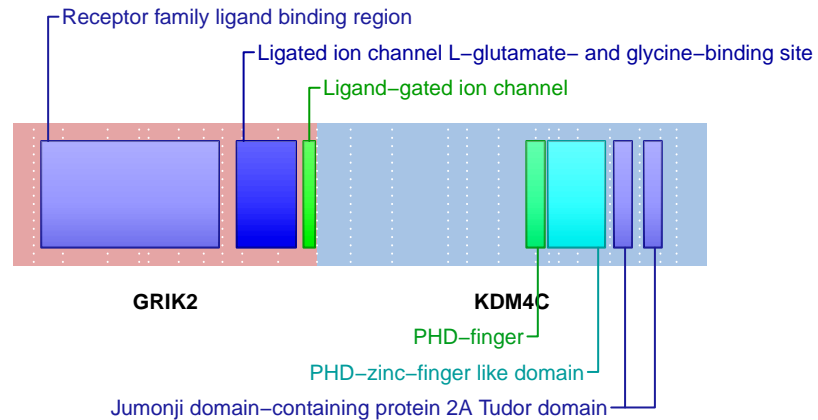 Receptor family ligand binding region
Ligated ion channel L−glutamate− and glycine−binding site
Ligand−gated ion channel
GRIK2
KDM4C
PHD−finger
PHD−zinc−finger like domain
Jumonji domain−containing protein 2A Tudor domain